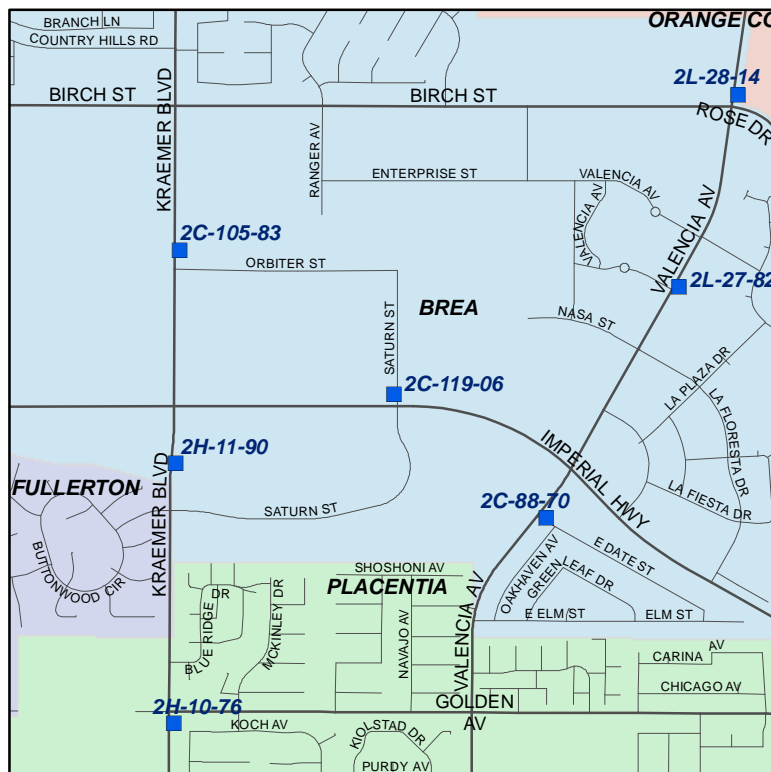 ORANGE CO
BRANCH LN
COUNTRY HILLS RD
2L-28-14
BIRCH ST
BIRCH ST
ROSE DR
KRAEMER BLVD
RANGER AV
ENTERPRISE ST
VALENCIA AV
VALENCIA AV
VALENCIA AV
VALENCIA AV
2C-105-83
ORBITER ST
2L-27-82
BREA
NASA ST
SATURN ST
LA PLAZA DR
2C-119-06
LA FLORESTA DR
IMPERIAL HWY
2H-11-90
FULLERTON
KRAEMER BLVD
LA FIESTA DR
2C-88-70
SATURN ST
BUTTONWOOD CIR
E DATE ST
OAKHAVEN AV
GREEN
LEAF DR
SHOSHONI AV
PLACENTIA
BLUE RIDGE
DR
MCKINLEY DR
NAVAJO AV
VALENCIA AV
E ELM ST
ELM ST
CARINA AV
CHICAGO AV
GOLDEN
AV
2H-10-76
KOCH AV
KIOLSTAD DR
PURDY AV